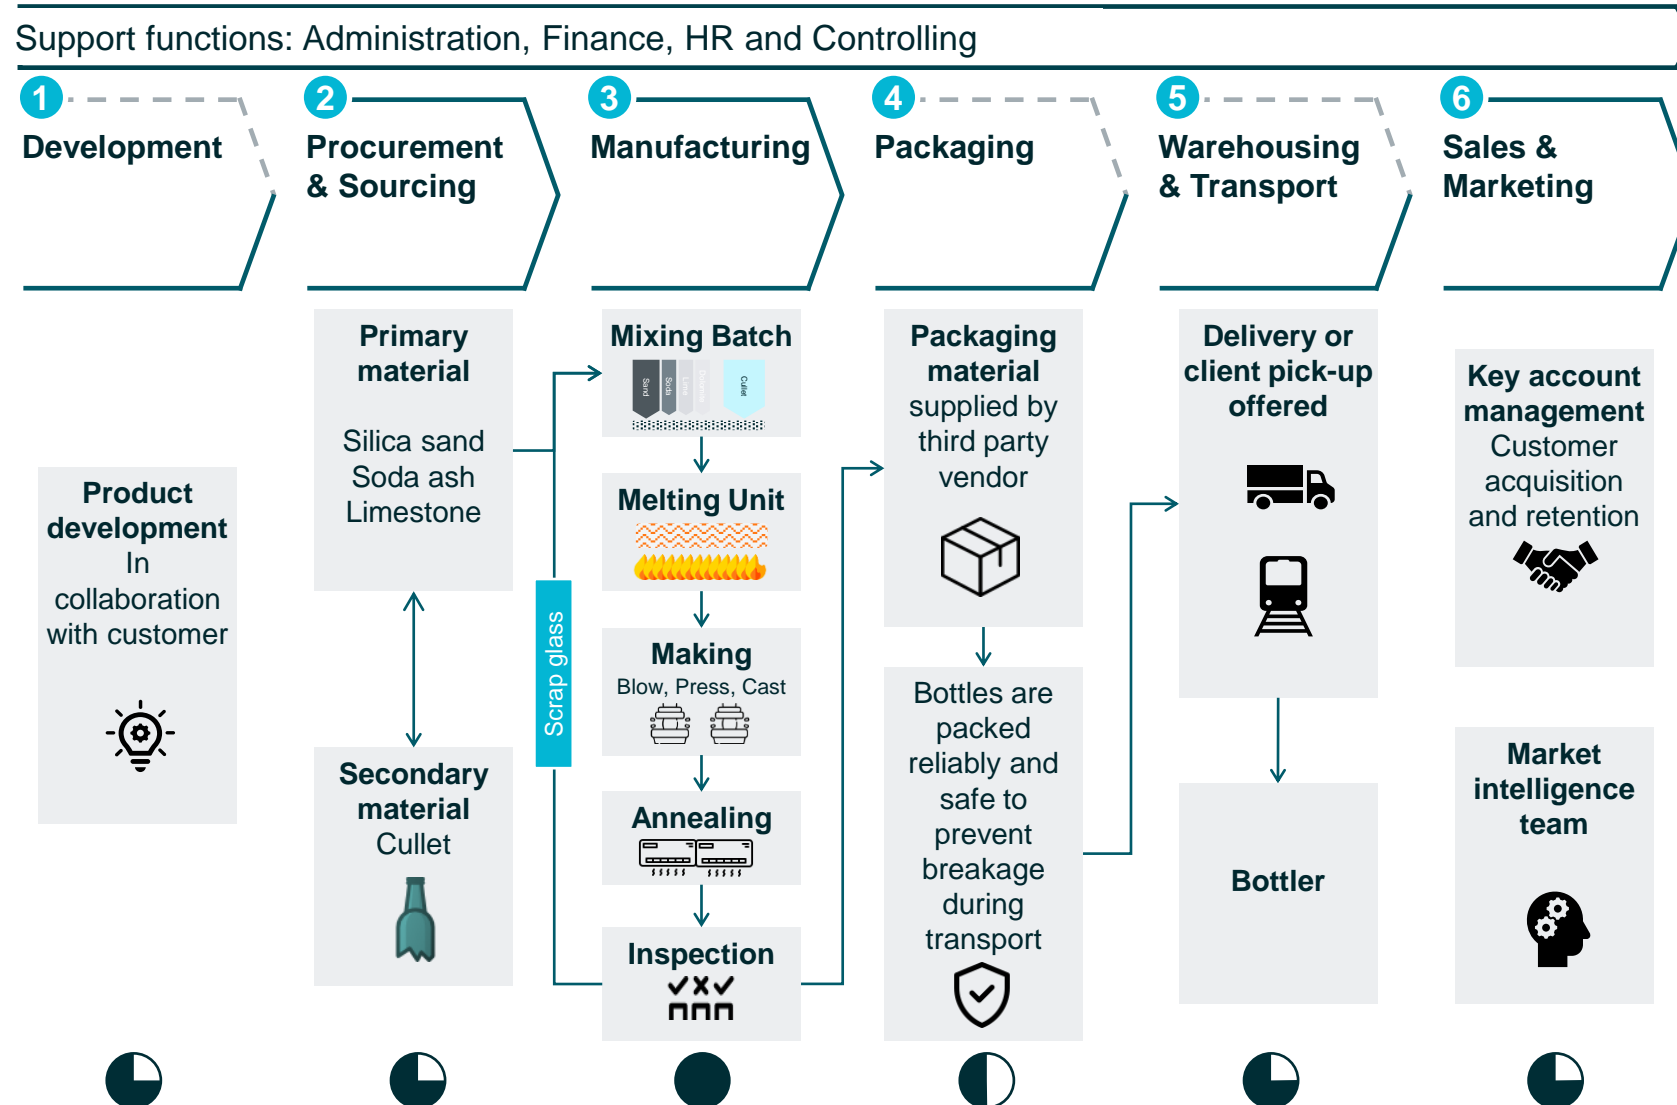 Support functions: Administration, Finance, HR and Controlling
1
Development
2
Procurement
& Sourcing
3
Manufacturing
4
Packaging
5
Warehousing
& Transport
6
Sales &
Marketing
Product
development
In
collaboration
with customer
Primary
material
Silica sand
Soda ash
Limestone
Secondary
material
Cullet
Scrap glass
Mixing Batch
Sand
Soda
Lime
Dolomite
Cullet
Melting Unit
Making
Blow, Press, Cast
Annealing
Inspection
Packaging
material
supplied by
third party
vendor
Bottles are
packed
reliably and
safe to
prevent
breakage
during
transport
Delivery or
client pick-up
offered
Bottler
Key account
management
Customer
acquisition
and retention
Market
intelligence
team